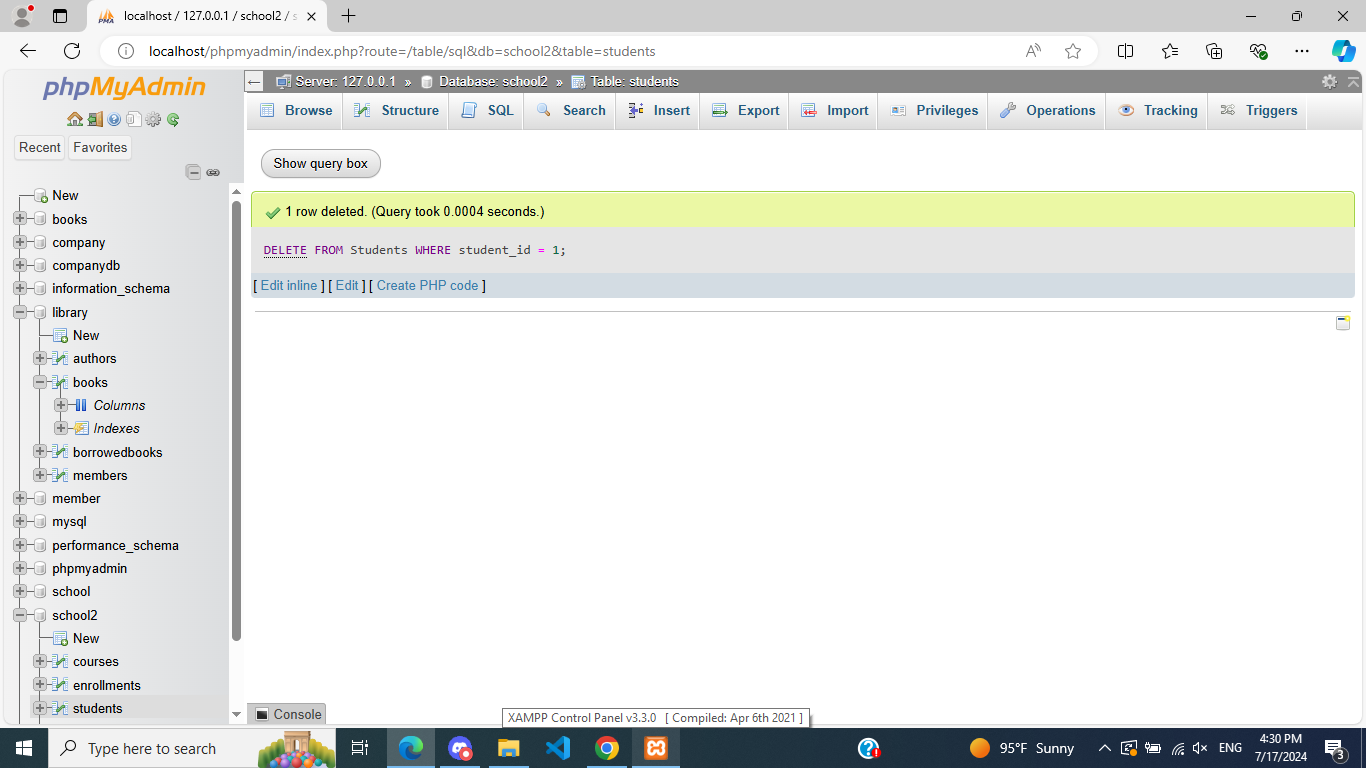 localhost / 127.0.0.1 / school2 / s
localhost/phpmyadmin/index.php?route=/table/sql&db=school2&table=students
phpMyAdmin
Recent
Favorites
New
books
company
companydb
information_schema
library
New
authors
books
Columns
Indexes
borrowedbooks
members
member
mysql
performance_schema
phpmyadmin
school
school2
New
courses
enrollments
students
Server: 127.0.0.1 » Database: school2 » Table: students
Browse Structure SQL Search Insert Export Import Privileges Operations Tracking Triggers
Show query box
1 row deleted. (Query took 0.0004 seconds.)
DELETE FROM Students WHERE student_id = 1;
[ Edit inline ] [ Edit ] [ Create PHP code ]
Console
XAMPP Control Panel v3.3.0 [ Compiled: Apr 6th 2021 ]
Type here to search
95°F Sunny
ENG
4:30 PM
7/17/2024
3